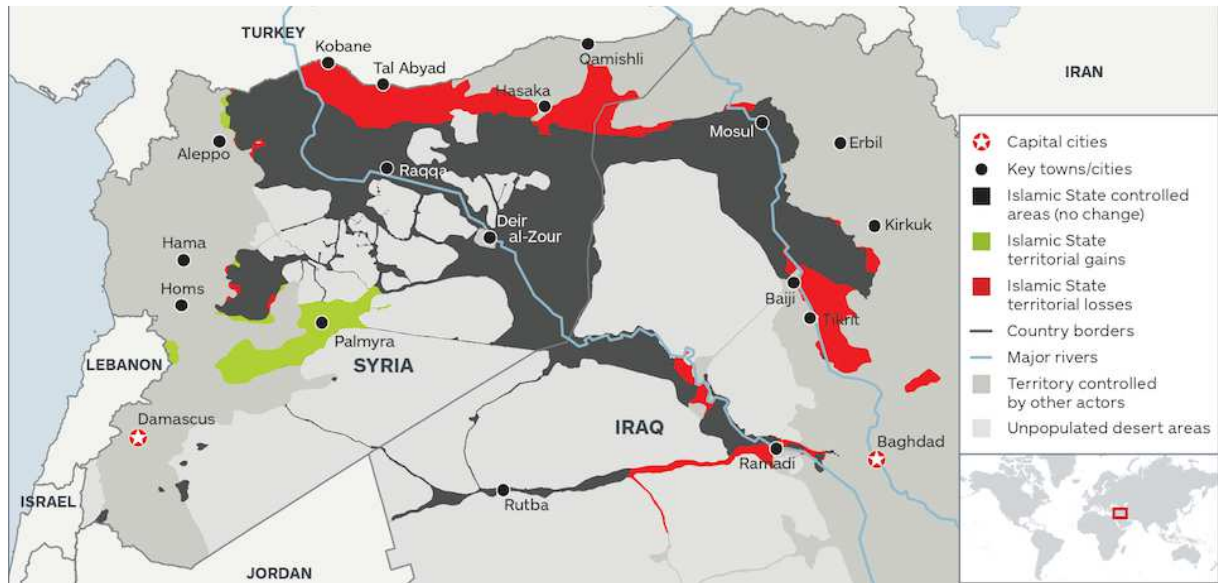 TURKEY
Kobane
Tal Abyad
Qamishli
Hasaka
IRAN
Mosul
Erbil
Aleppo
Raqqa
Kirkuk
Deir
al-Zour
Hama
Homs
Baiji
Tikrit
Palmyra
LEBANON
SYRIA
Damascus
IRAQ
Ramadi
Baghdad
ISRAEL
Rutba
JORDAN
Capital cities
Key towns/cities
Islamic State controlled
areas (no change)
Islamic State
territorial gains
Islamic State
territorial losses
Country borders
Major rivers
Territory controlled
by other actors
Unpopulated desert areas